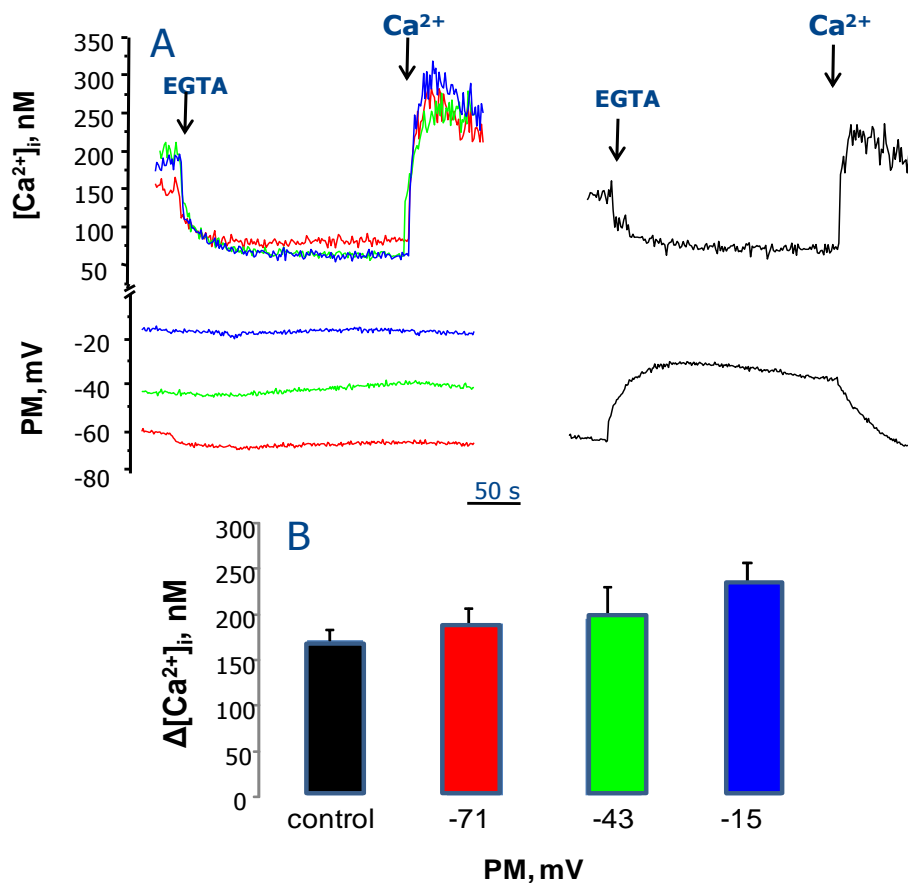 A
EGTA
Ca²⁺
EGTA
Ca²⁺
[Ca²⁺]ᵢ, nM
350
300
250
200
150
100
50
PM, mV
-20
-40
-60
-80
50 s
B
Δ[Ca²⁺]ᵢ, nM
300
250
200
150
100
50
0
control
-71
-43
-15
PM, mV